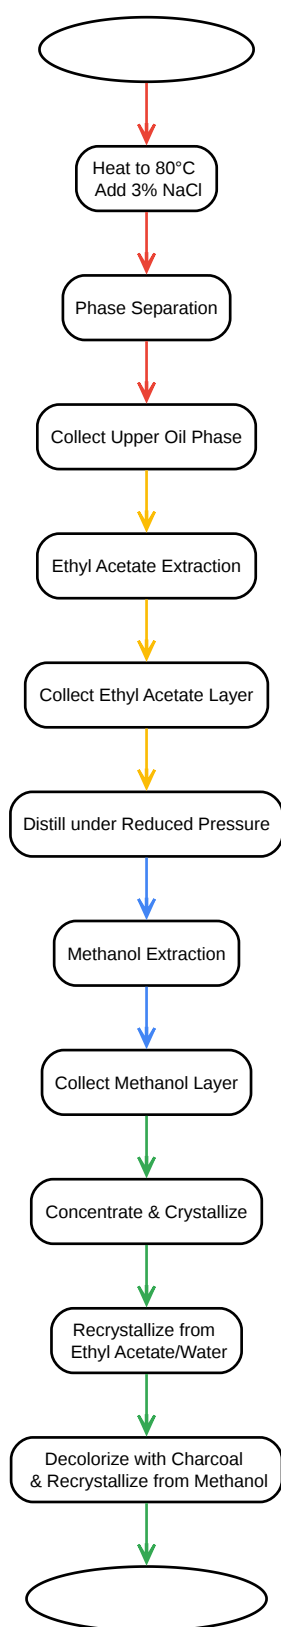 Heat to 80°C
Add 3% NaCl
Phase Separation
Collect Upper Oil Phase
Ethyl Acetate Extraction
Collect Ethyl Acetate Layer
Distill under Reduced Pressure
Methanol Extraction
Collect Methanol Layer
Concentrate & Crystallize
Recrystallize from
Ethyl Acetate/Water
Decolorize with Charcoal
& Recrystallize from Methanol